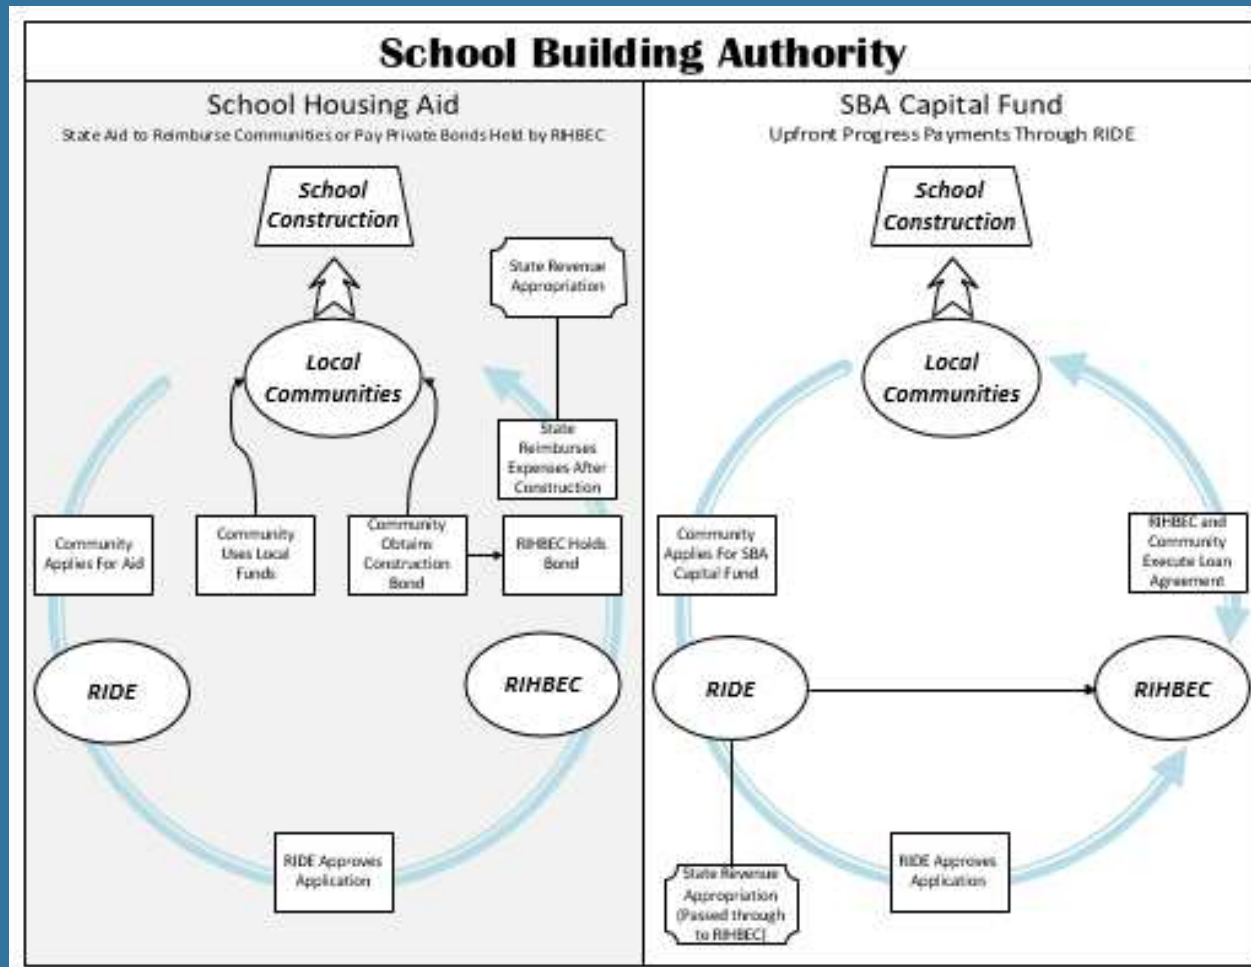 School Building Authority
School Housing Aid
State Aid to Reimburse Communities or Pay Private Bonds Held by RIHBEC
School
Construction
State Revenue
Appropriation
Local
Communities
State
Reimburses
Expenses After
Construction
Community
Applies For Aid
Community
Uses Local
Funds
Community
Obtains
Construction
Bond
RIHBEC Holds
Bond
RIDE
RIHBEC
RIDE Approves
Application
SBA Capital Fund
Upfront Progress Payments Through RIDE
School
Construction
Local
Communities
Community
Applies For SBA
Capital Fund
RIHBEC and
Community
Execute Loan
Agreement
RIDE
RIHBEC
State Revenue
Appropriation
(Passed through
to RIHBEC)
RIDE Approves
Application